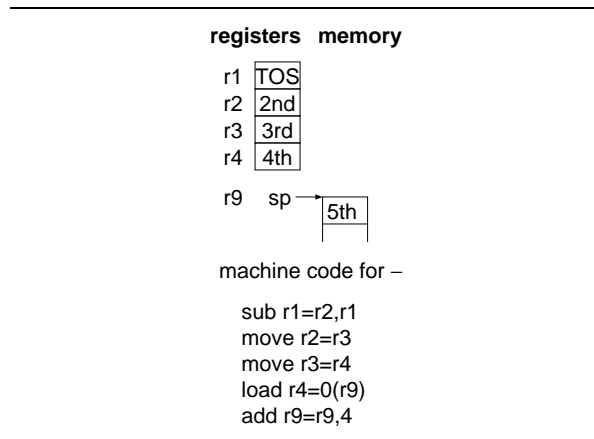 registers memory
r1 TOS
r2 2nd
r3 3rd
r4 4th
r9 sp
5th
machine code for −
sub r1=r2,r1
move r2=r3
move r3=r4
load r4=0(r9)
add r9=r9,4